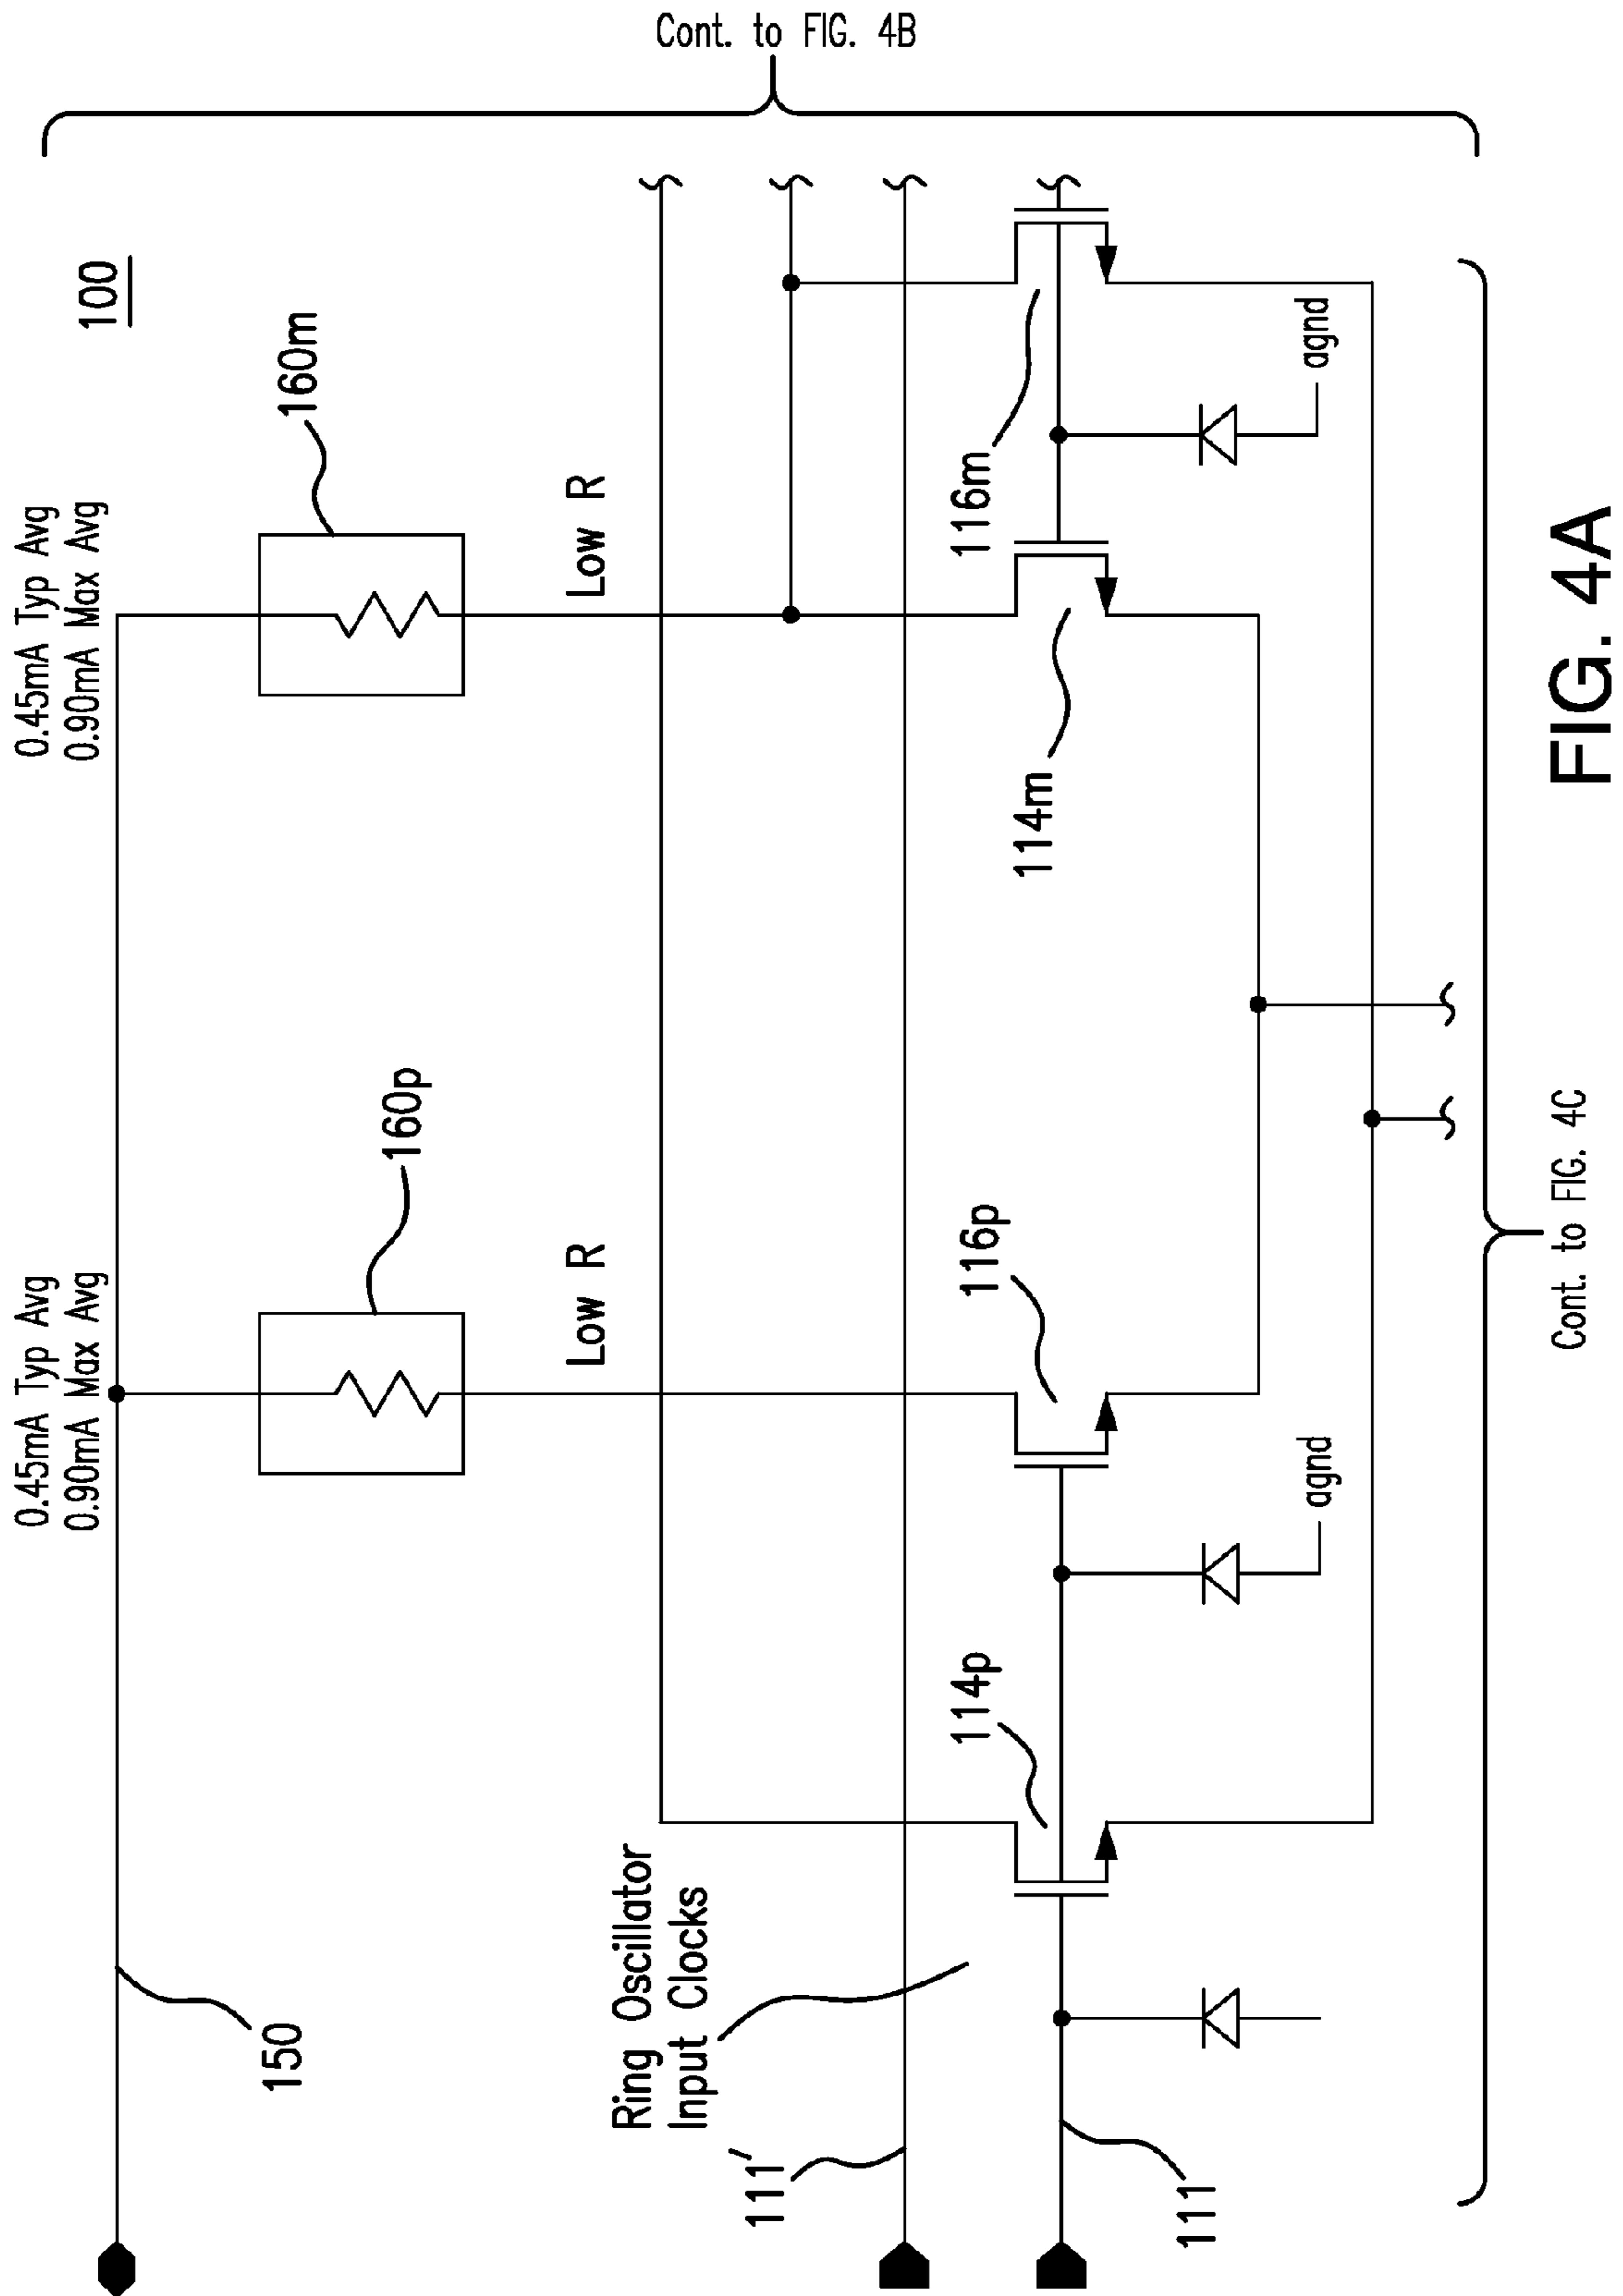 Cont. to FIG. 4B
100
0.45mA Typ Avg
0.90mA Max Avg
0.45mA Typ Avg
0.90mA Max Avg
150
160p
160m
Low R
Low R
Ring Oscillator
Input Clocks
111'
111
114p
116p
114m
116m
agnd
agnd
Cont. to FIG. 4C
FIG. 4A